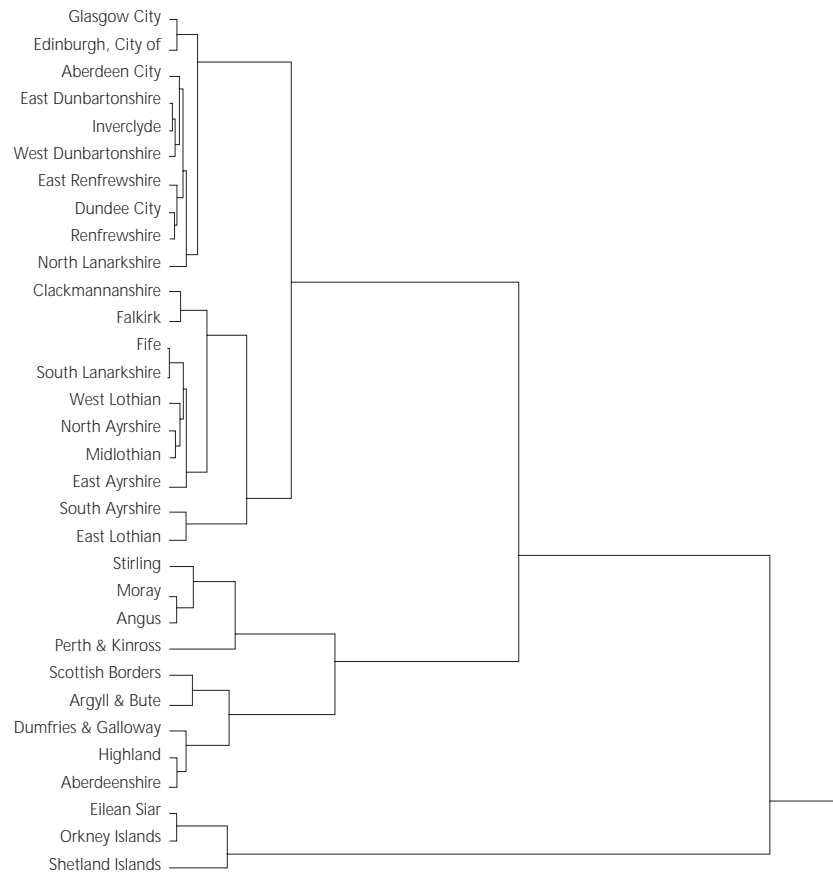 Glasgow City
Edinburgh, City of
Aberdeen City
East Dunbartonshire
Inverclyde
West Dunbartonshire
East Renfrewshire
Dundee City
Renfrewshire
North Lanarkshire
Clackmannanshire
Falkirk
Fife
South Lanarkshire
West Lothian
North Ayrshire
Midlothian
East Ayrshire
South Ayrshire
East Lothian
Stirling
Moray
Angus
Perth & Kinross
Scottish Borders
Argyll & Bute
Dumfries & Galloway
Highland
Aberdeenshire
Eilean Siar
Orkney Islands
Shetland Islands